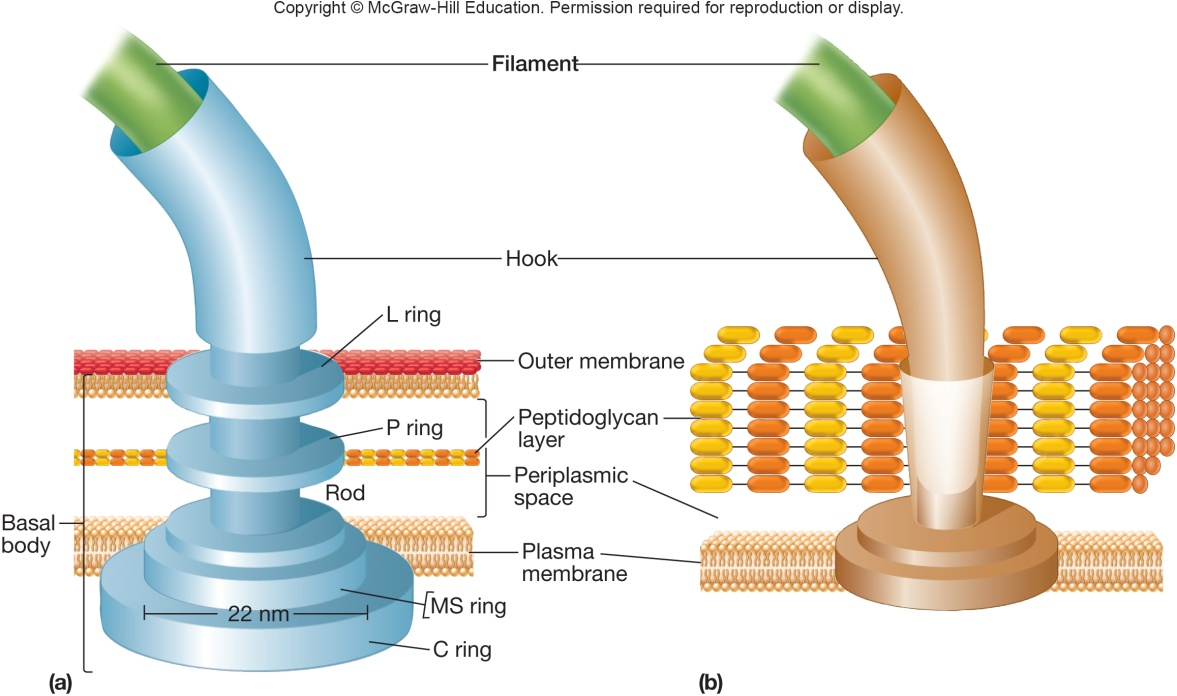 Copyright © McGraw-Hill Education. Permission required for reproduction or display.
Filament
Hook
L ring
Outer membrane
P ring
Peptidoglycan
layer
Periplasmic
space
Rod
Basal
body
Plasma
membrane
MS ring
22 nm
C ring
(a)
(b)